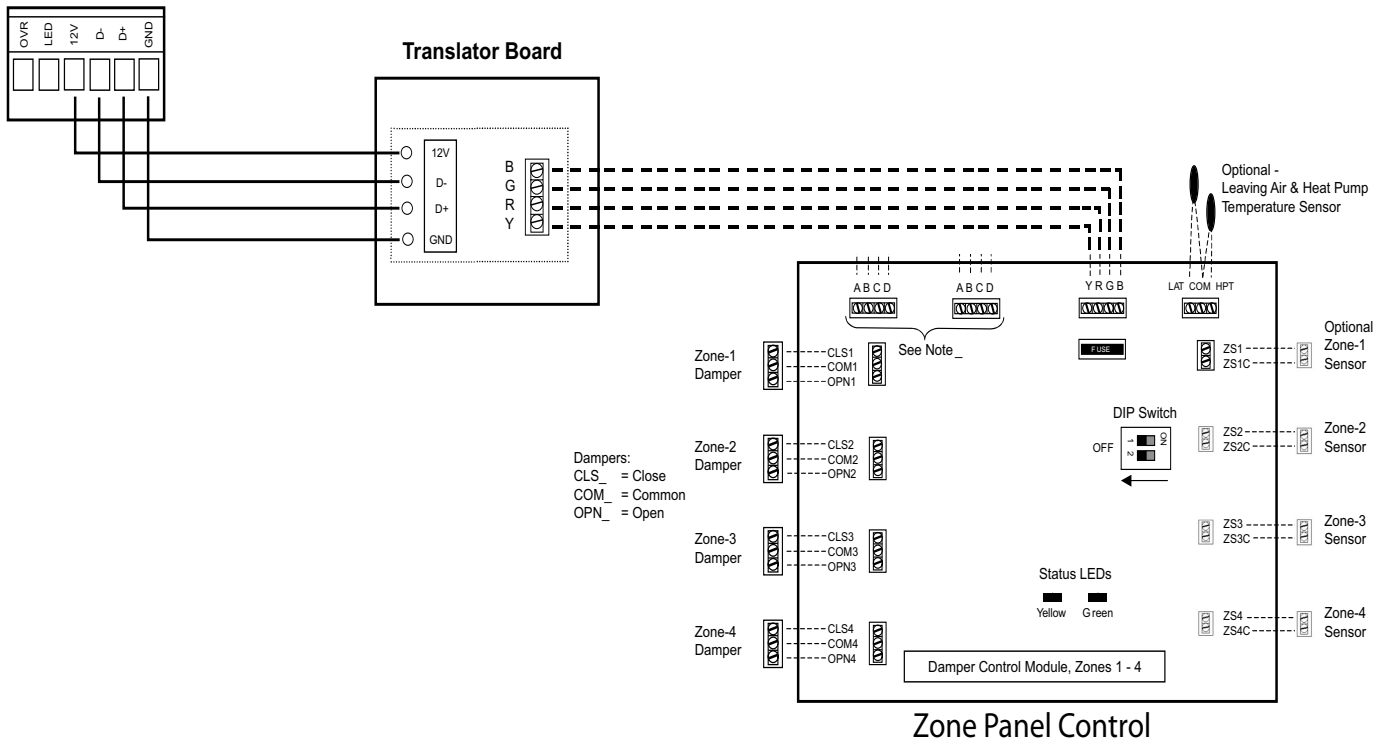 OVR LED 12V D- D+ GND
Translator Board
12V
D-
D+
GND
B
G
R
Y
Optional -
Leaving Air & Heat Pump
Temperature Sensor
A B C D
A B C D
Y R G B
LAT COM HPT
See Note _
FUSE
Zone-1
Damper
CLS1
COM1
OPN1
ZS1
ZS1C
Optional
Zone-1
Sensor
DIP Switch
OFF
ON
1
2
Zone-2
Damper
CLS2
COM2
OPN2
ZS2
ZS2C
Zone-2
Sensor
Dampers:
CLS_ = Close
COM_ = Common
OPN_ = Open
Zone-3
Damper
CLS3
COM3
OPN3
ZS3
ZS3C
Zone-3
Sensor
Status LEDs
Yellow Green
Zone-4
Damper
CLS4
COM4
OPN4
ZS4
ZS4C
Zone-4
Sensor
Damper Control Module, Zones 1 - 4
Zone Panel Control